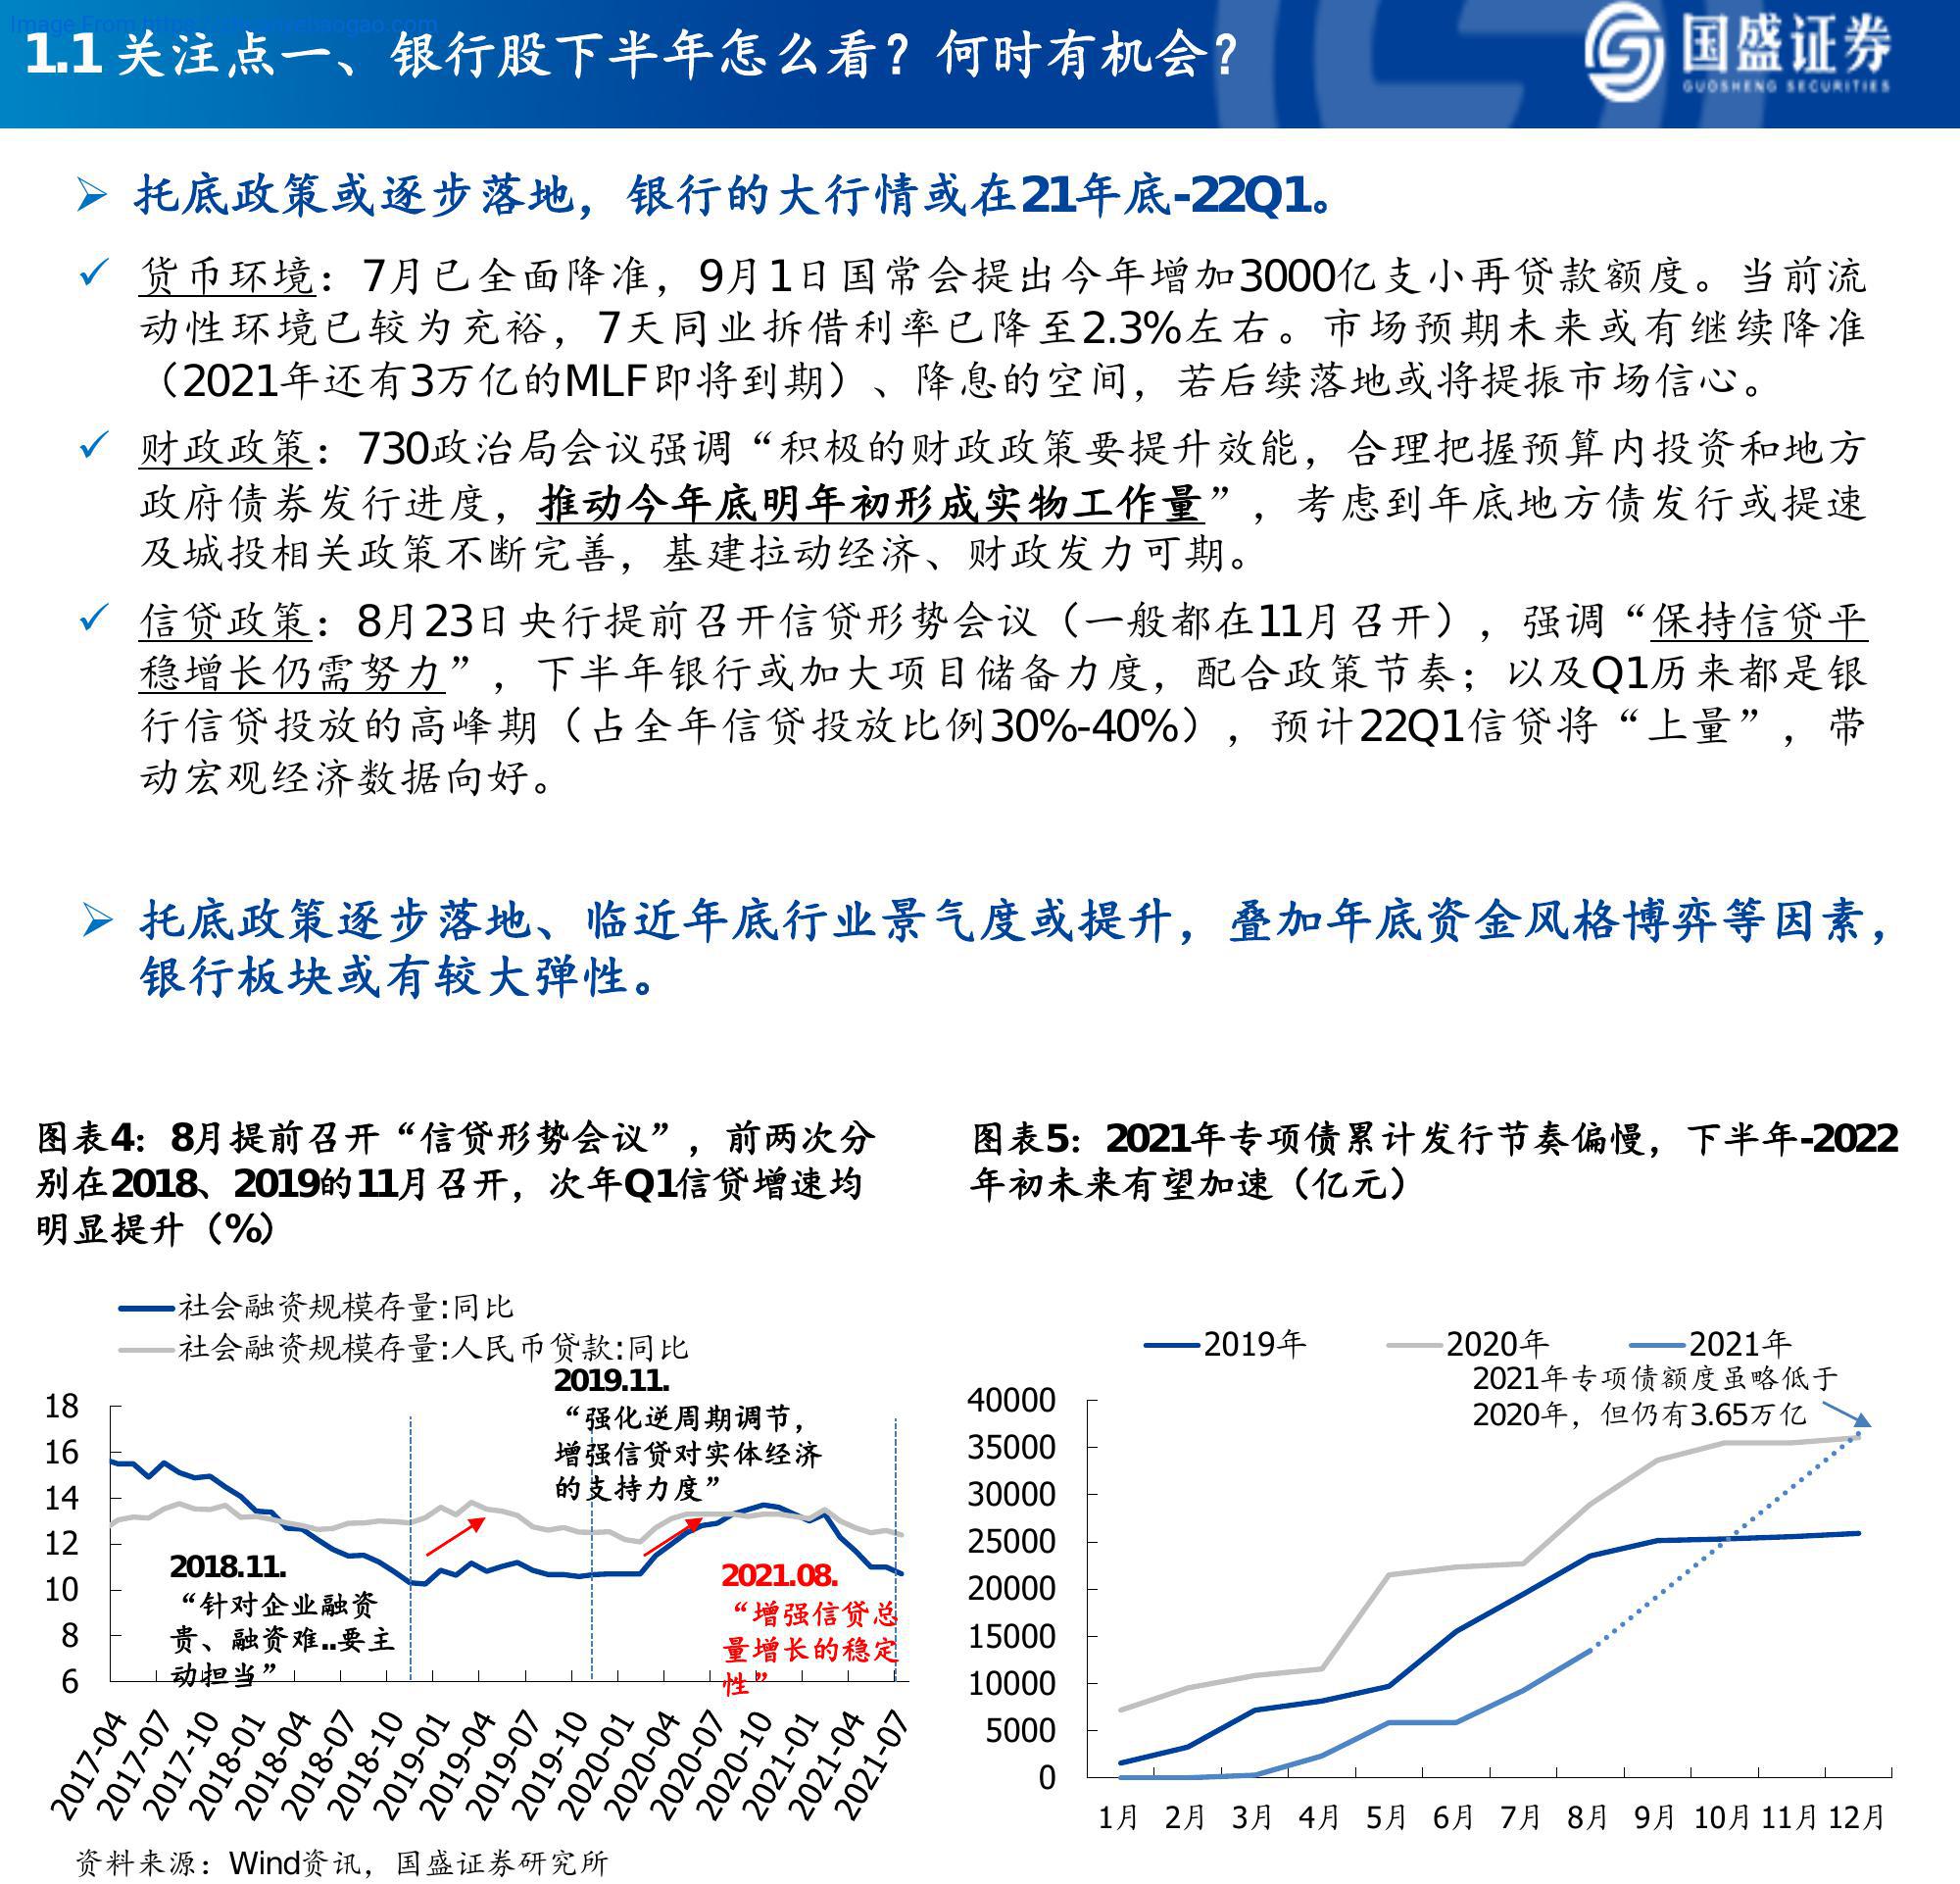 1.1 关注点一、银行股下半年怎么看？何时有机会？
国盛证券
GUOSHENG SECURITIES
托底政策或逐步落地，银行的大行情或在21年底-22Q1。
货币环境：7月已全面降准，9月1日国常会提出今年增加3000亿支小再贷款额度。当前流
动性环境已较为充裕，7天同业拆借利率已降至2.3%左右。市场预期未来或有继续降准
（2021年还有3万亿的MLF即将到期）、降息的空间，若后续落地或将提振市场信心。
财政政策：730政治局会议强调“积极的财政政策要提升效能，合理把握预算内投资和地方
政府债券发行进度，推动今年底明年初形成实物工作量”，考虑到年底地方债发行或提速
及城投相关政策不断完善，基建拉动经济、财政发力可期。
信贷政策：8月23日央行提前召开信贷形势会议（一般都在11月召开），强调“保持信贷平
稳增长仍需努力”，下半年银行或加大项目储备力度，配合政策节奏；以及Q1历来都是银
行信贷投放的高峰期（占全年信贷投放比例30%-40%），预计22Q1信贷将“上量”，带
动宏观经济数据向好。
托底政策逐步落地、临近年底行业景气度或提升，叠加年底资金风格博弈等因素，
银行板块或有较大弹性。
图表4：8月提前召开“信贷形势会议”，前两次分
别在2018、2019的11月召开，次年Q1信贷增速均
明显提升（%）
社会融资规模存量:同比
社会融资规模存量:人民币贷款:同比
2019.11.
“强化逆周期调节，
增强信贷对实体经济
的支持力度”
2018.11.
“针对企业融资
贵、融资难..要主
动担当”
2021.08.
“增强信贷总
量增长的稳定
性”
18
16
14
12
10
8
6
2017-04
2017-07
2017-10
2018-01
2018-04
2018-07
2018-10
2019-01
2019-04
2019-07
2019-10
2020-01
2020-04
2020-07
2020-10
2021-01
2021-04
2021-07
图表5：2021年专项债累计发行节奏偏慢，下半年-2022
年初未来有望加速（亿元）
2019年
2020年
2021年
2021年专项债额度虽略低于
2020年，但仍有3.65万亿
40000
35000
30000
25000
20000
15000
10000
5000
0
1月 2月 3月 4月 5月 6月 7月 8月 9月 10月 11月 12月
资料来源：Wind资讯，国盛证券研究所